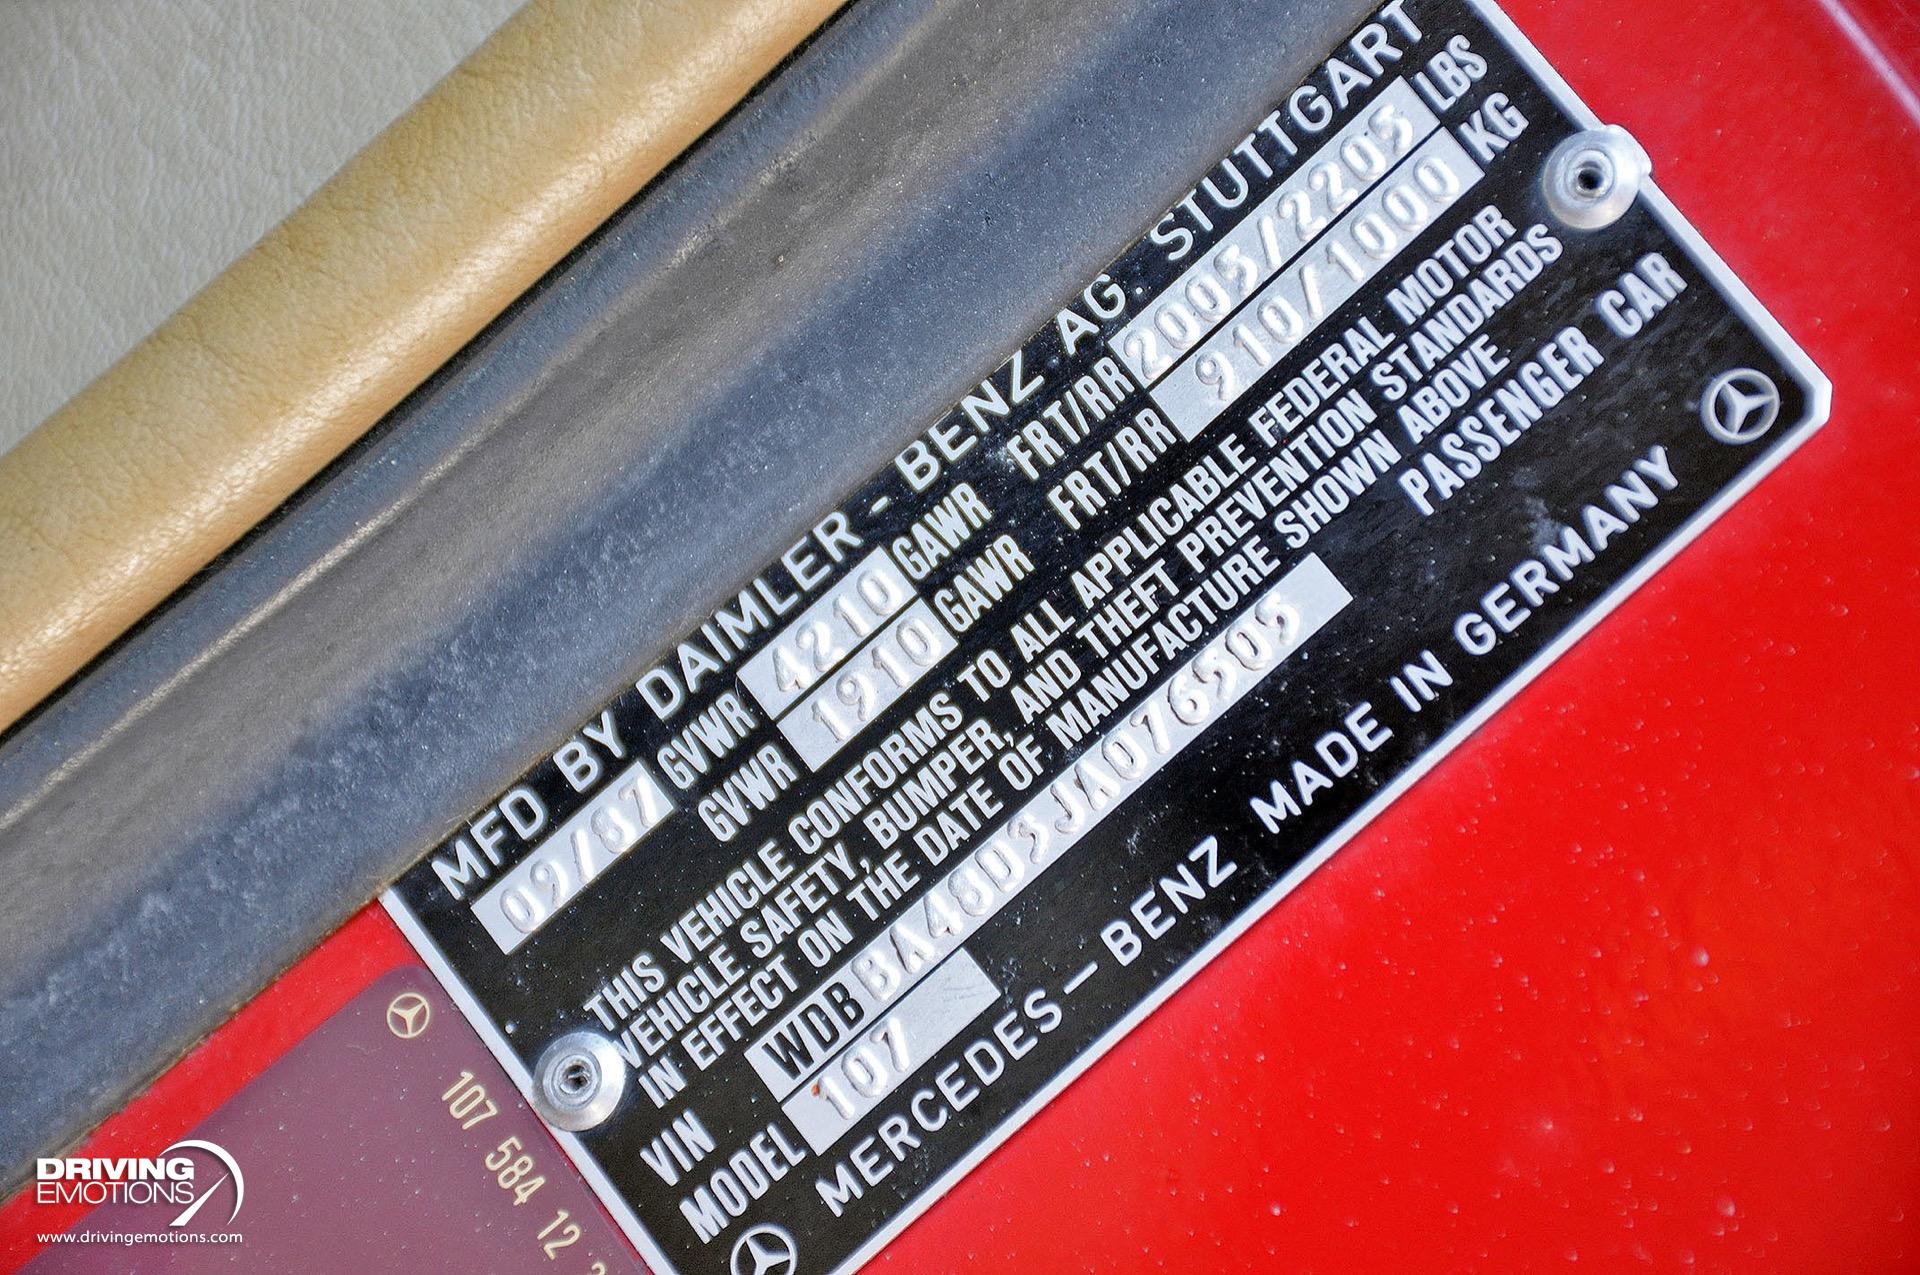 MFD BY DAIMLER-BENZ AG. STUTTGART
09/87 GVWR 4210 GAWR FRT/RR 2005/2205 LBS
GVWR 1910 GAWR FRT/RR 910/1000 KG
THIS VEHICLE CONFORMS TO ALL APPLICABLE FEDERAL MOTOR
VEHICLE SAFETY, BUMPER, AND THEFT PREVENTION STANDARDS
IN EFFECT ON THE DATE OF MANUFACTURE SHOWN ABOVE
VIN WDB BA48D3JA076505 PASSENGER CAR
MODEL 107
MERCEDES-BENZ MADE IN GERMANY
107 584 12
DRIVING
EMOTIONS
www.drivingemotions.com